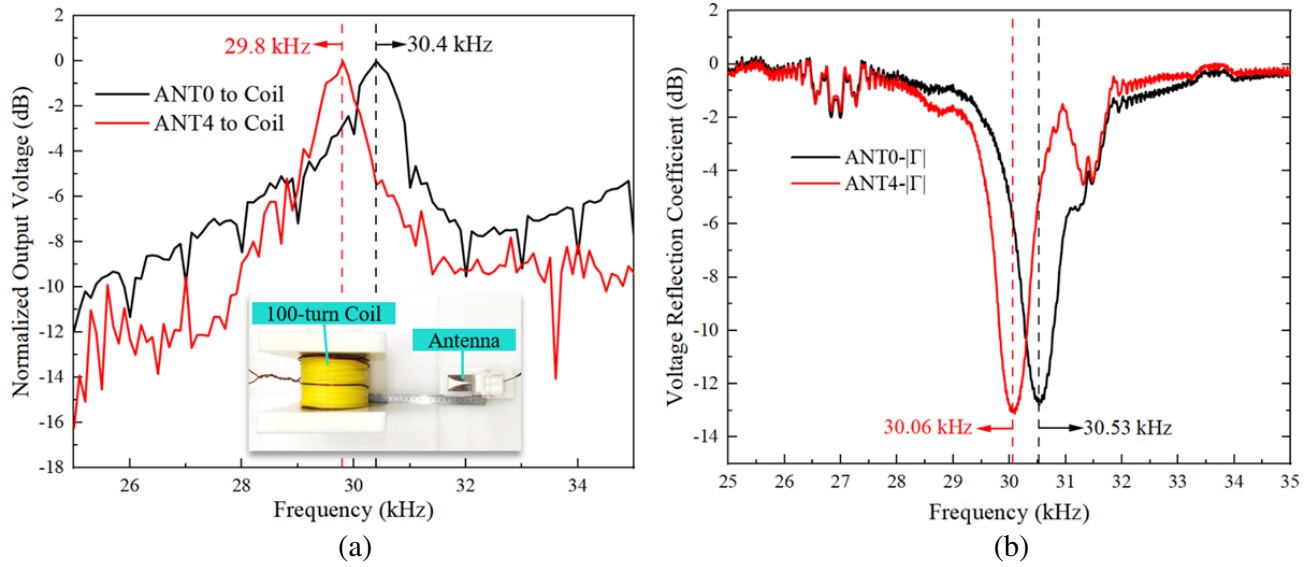 2
0
-2
-4
-6
-8
-10
-12
-14
-16
-18
Normalized Output Voltage (dB)
29.8 kHz
30.4 kHz
ANT0 to Coil
ANT4 to Coil
100-turn Coil
Antenna
26
28
30
32
34
Frequency (kHz)
(a)
2
0
-2
-4
-6
-8
-10
-12
-14
Voltage Reflection Coefficient (dB)
ANT0-|Γ|
ANT4-|Γ|
30.06 kHz
30.53 kHz
25
26
27
28
29
30
31
32
33
34
35
Frequency (kHz)
(b)